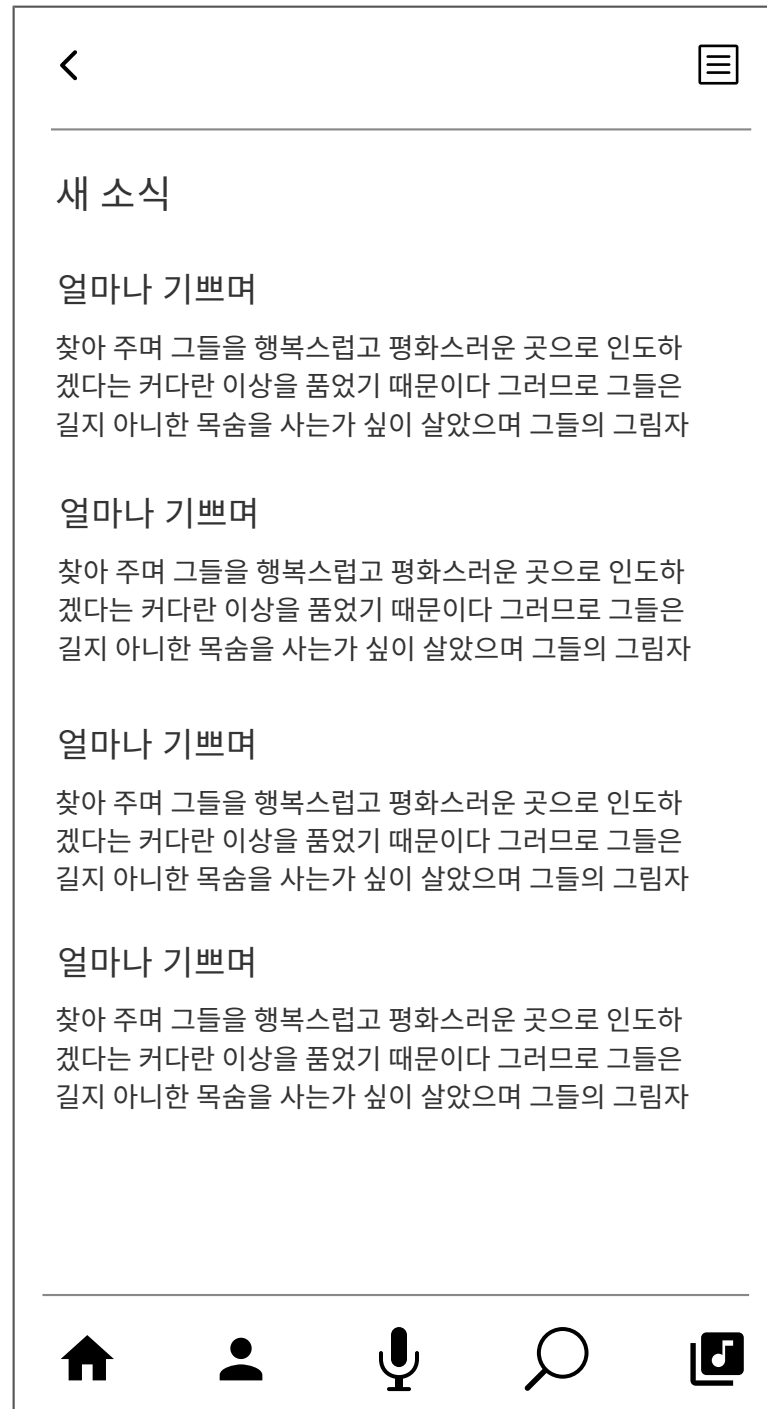 새 소식
얼마나 기쁘며
찾아 주며 그들을 행복스럽고 평화스러운 곳으로 인도하
겠다는 커다란 이상을 품었기 때문이다 그러므로 그들은
길지 아니한 목숨을 사는가 싶이 살았으며 그들의 그림자
얼마나 기쁘며
찾아 주며 그들을 행복스럽고 평화스러운 곳으로 인도하
겠다는 커다란 이상을 품었기 때문이다 그러므로 그들은
길지 아니한 목숨을 사는가 싶이 살았으며 그들의 그림자
얼마나 기쁘며
찾아 주며 그들을 행복스럽고 평화스러운 곳으로 인도하
겠다는 커다란 이상을 품었기 때문이다 그러므로 그들은
길지 아니한 목숨을 사는가 싶이 살았으며 그들의 그림자
얼마나 기쁘며
찾아 주며 그들을 행복스럽고 평화스러운 곳으로 인도하
겠다는 커다란 이상을 품었기 때문이다 그러므로 그들은
길지 아니한 목숨을 사는가 싶이 살았으며 그들의 그림자